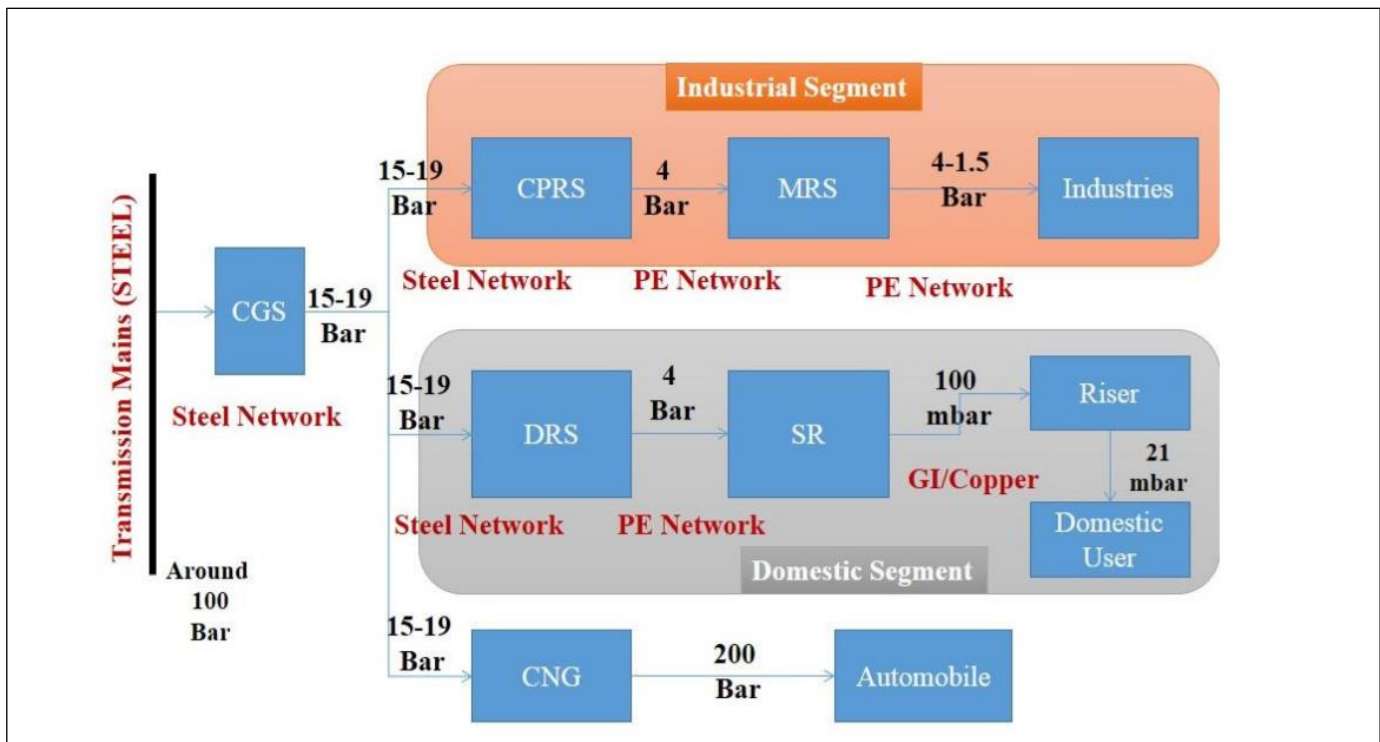 Industrial Segment
15-19
Bar
CPRS
4
Bar
MRS
4-1.5
Bar
Industries
Steel Network
PE Network
PE Network
Transmission Mains (STEEL)
CGS
15-19
Bar
Steel Network
Around
100
Bar
15-19
Bar
DRS
4
Bar
SR
100
mbar
Riser
21
mbar
GI/Copper
Domestic
User
Steel Network
PE Network
Domestic Segment
15-19
Bar
CNG
200
Bar
Automobile